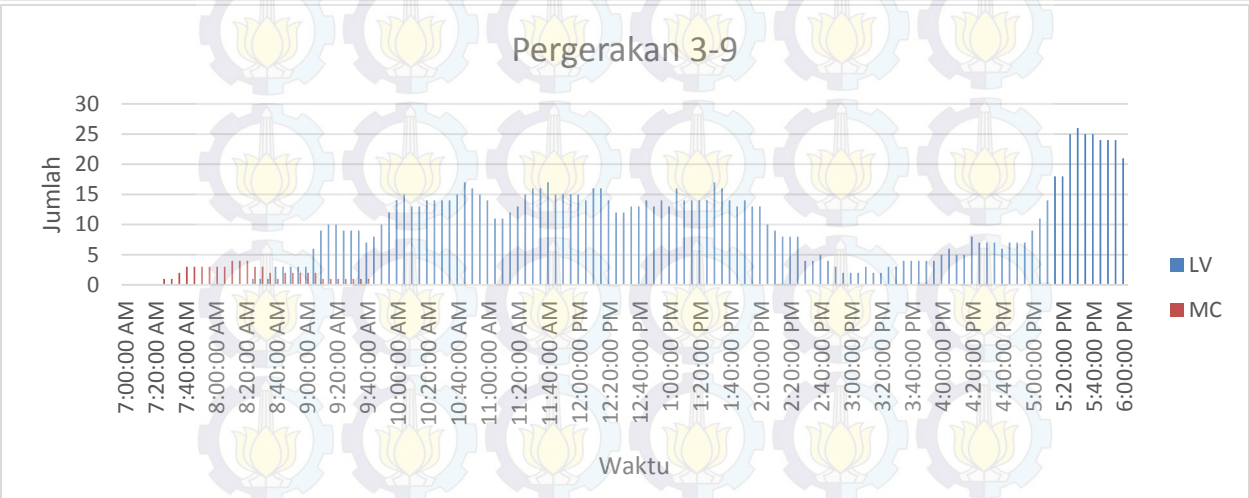 Pergerakan 3-9
Jumlah
30
25
20
15
10
5
0
7:00:00 AM
7:20:00 AM
7:40:00 AM
8:00:00 AM
8:20:00 AM
8:40:00 AM
9:00:00 AM
9:20:00 AM
9:40:00 AM
10:00:00 AM
10:20:00 AM
10:40:00 AM
11:00:00 AM
11:20:00 AM
11:40:00 AM
12:00:00 PM
12:20:00 PM
12:40:00 PM
1:00:00 PM
1:20:00 PM
1:40:00 PM
2:00:00 PM
2:20:00 PM
2:40:00 PM
3:00:00 PM
3:20:00 PM
3:40:00 PM
4:00:00 PM
4:20:00 PM
4:40:00 PM
5:00:00 PM
5:20:00 PM
5:40:00 PM
6:00:00 PM
Waktu
LV
MC